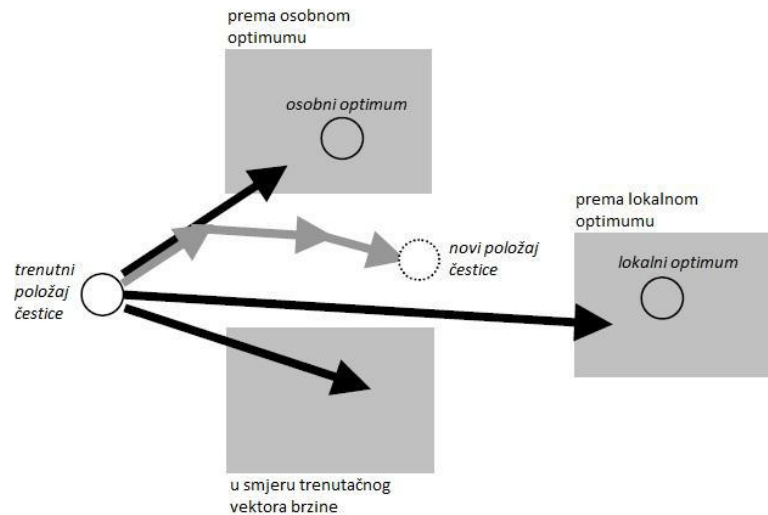 prema osobnom
optimumu
osobni optimum
prema lokalnom
optimumu
trenutni
položaj
čestice
novi položaj
čestice
lokalni optimum
u smjeru trenutačnog
vektora brzine